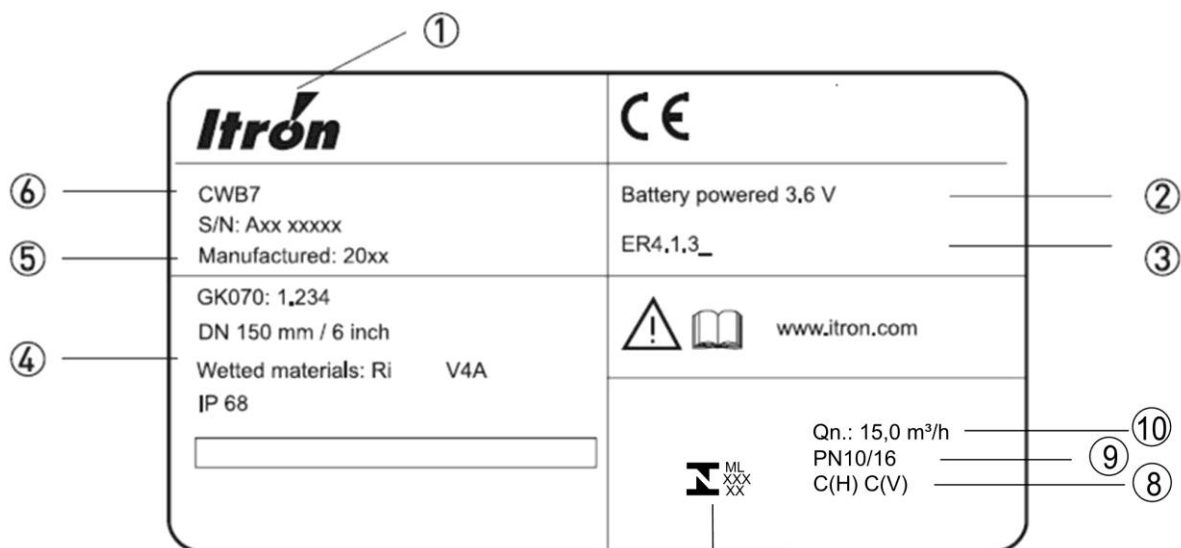 ①
Itrón
CE
⑥
CWB7
Battery powered 3.6 V
②
S/N: Axx xxxxx
⑤
Manufactured: 20xx
ER4.1.3_
③
GK070: 1.234
DN 150 mm / 6 inch
www.itron.com
④
Wetted materials: Ri V4A
IP 68
Qn.: 15,0 m³/h
⑩
PN10/16
⑨
C(H) C(V)
⑧
ML
XXX
XX